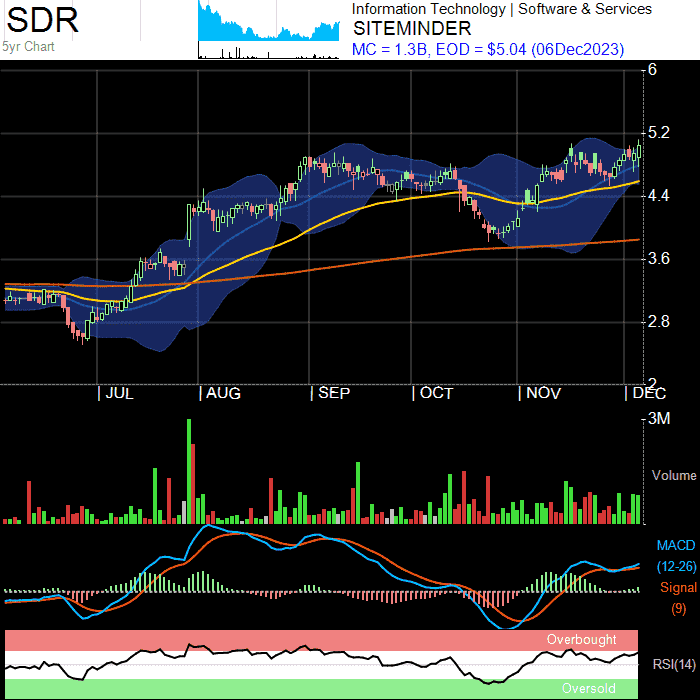 SDR
5yr Chart
Information Technology | Software & Services
SITEMINDER
MC = 1.3B, EOD = $5.04 (06Dec2023)
6
5.2
4.4
3.6
2.8
2
| JUL | AUG | SEP | OCT | NOV | DEC
3M
Volume
MACD
(12-26)
Signal
(9)
Overbought
RSI(14)
Oversold